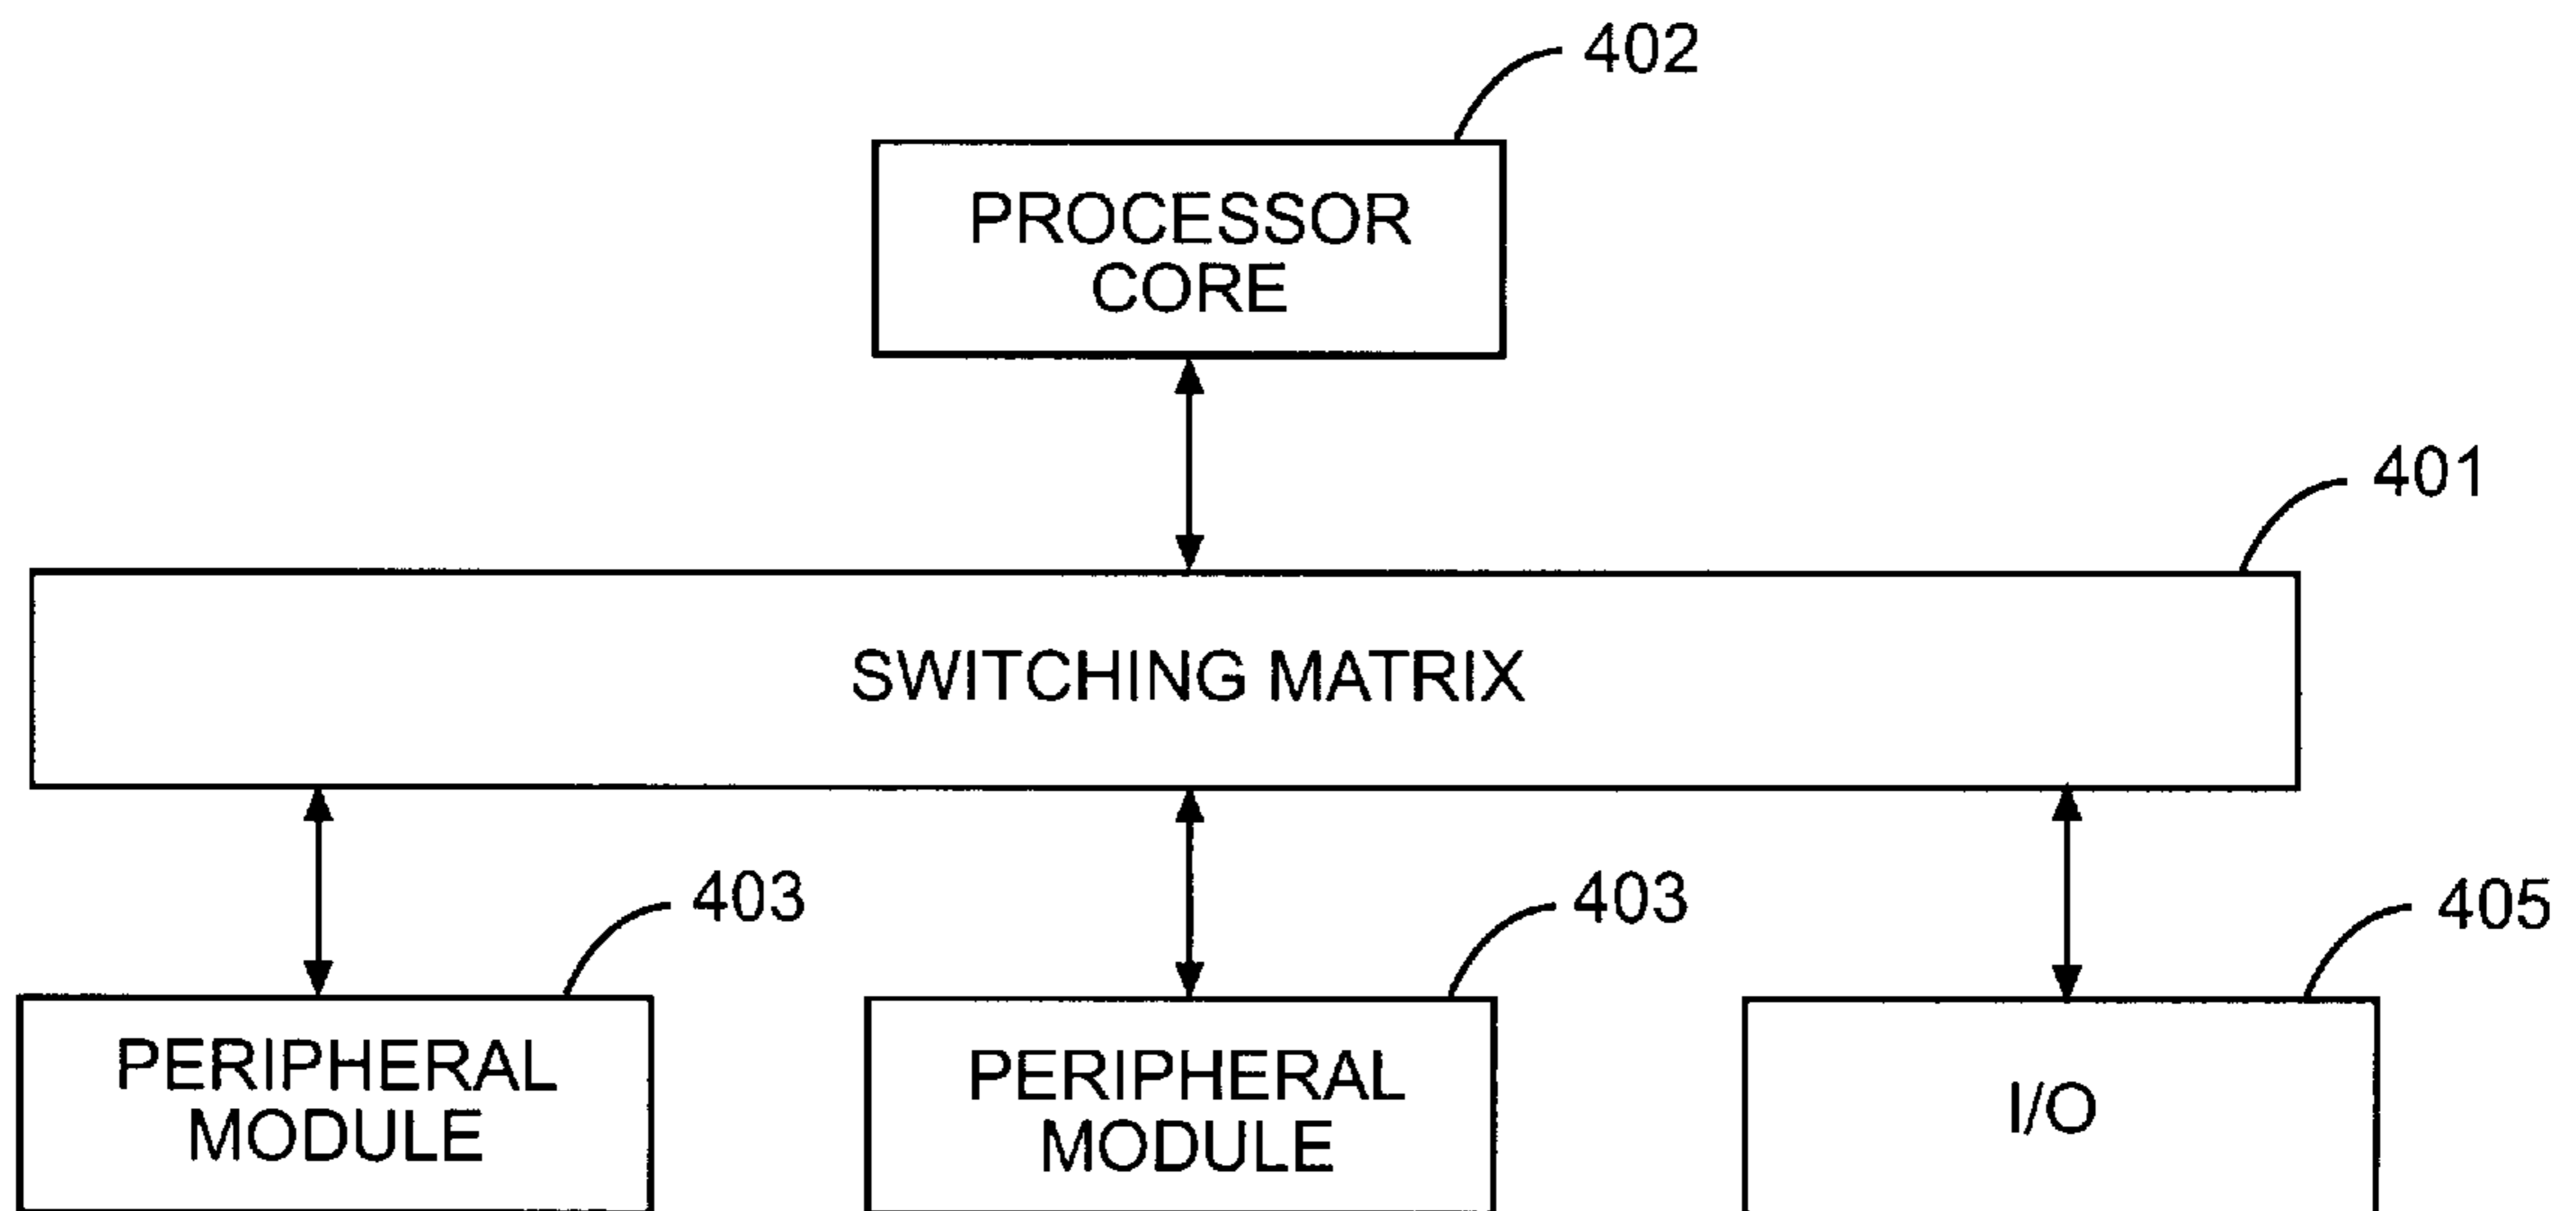 402
PROCESSOR
CORE
401
SWITCHING MATRIX
403
403
405
PERIPHERAL
MODULE
PERIPHERAL
MODULE
I/O